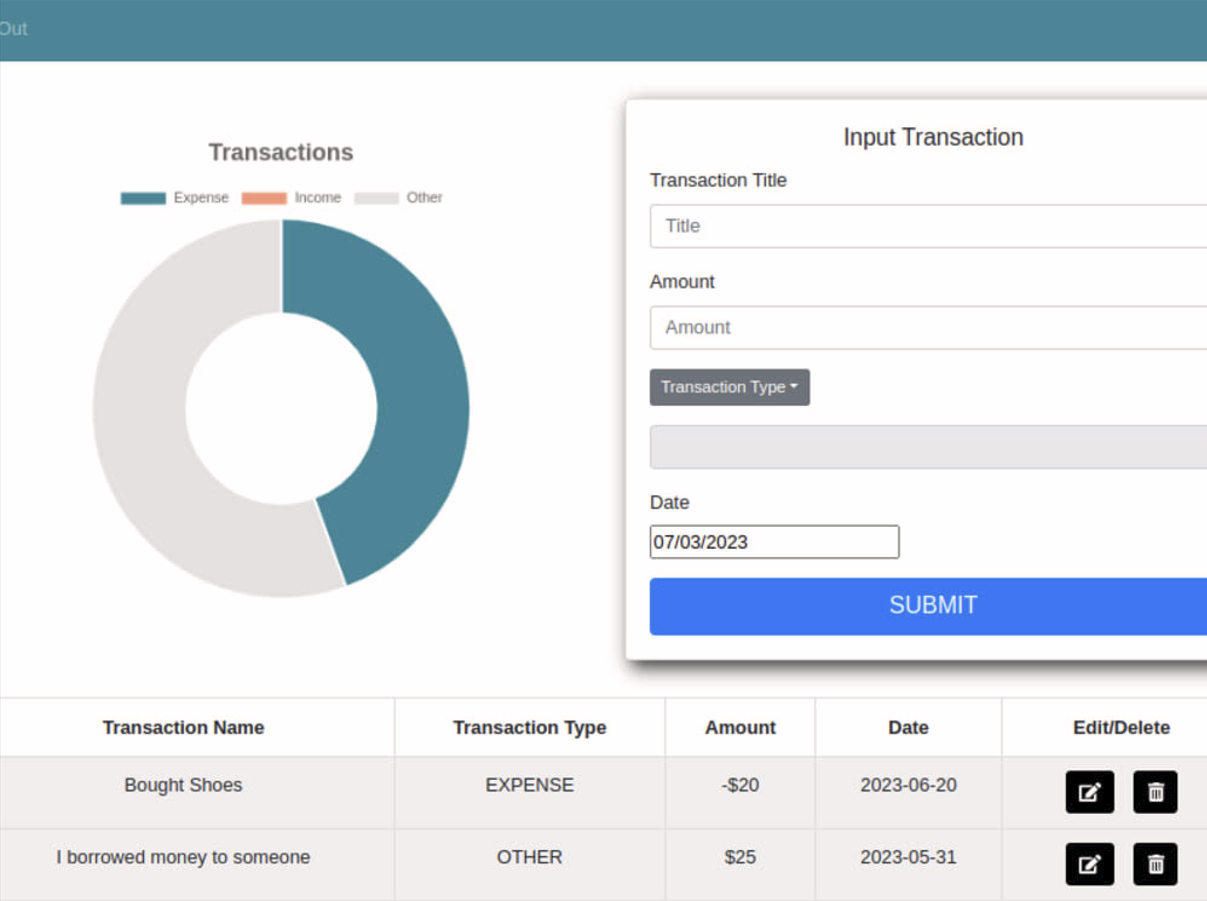 Out
Transactions
Expense Income Other
Input Transaction
Transaction Title
Title
Amount
Amount
Transaction Type
Date
07/03/2023
SUBMIT
Transaction Name Transaction Type Amount Date Edit/Delete
Bought Shoes EXPENSE -$20 2023-06-20
I borrowed money to someone OTHER $25 2023-05-31